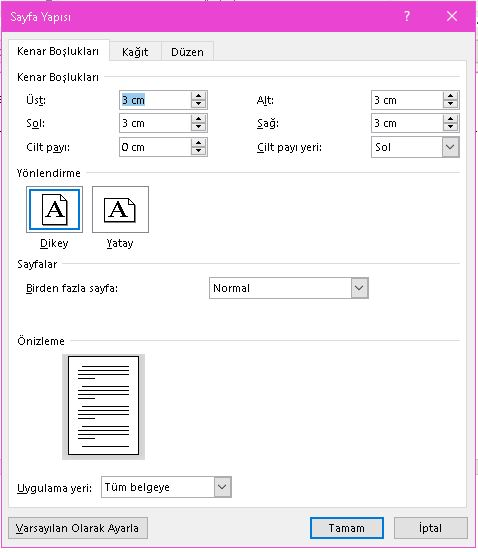 Sayfa Yapısı ?
Kenar Boşlukları Kağıt Düzen
Kenar Boşlukları
Üst: 3 cm Alt: 3 cm
Sol: 3 cm Sağ: 3 cm
Cilt payı: 0 cm Cilt payı yeri: Sol
Yönlendirme
A A
Dikey Yatay
Sayfalar
Birden fazla sayfa: Normal
Önizleme
Uygulama yeri: Tüm belgeye
Varsayılan Olarak Ayarla Tamam İptal